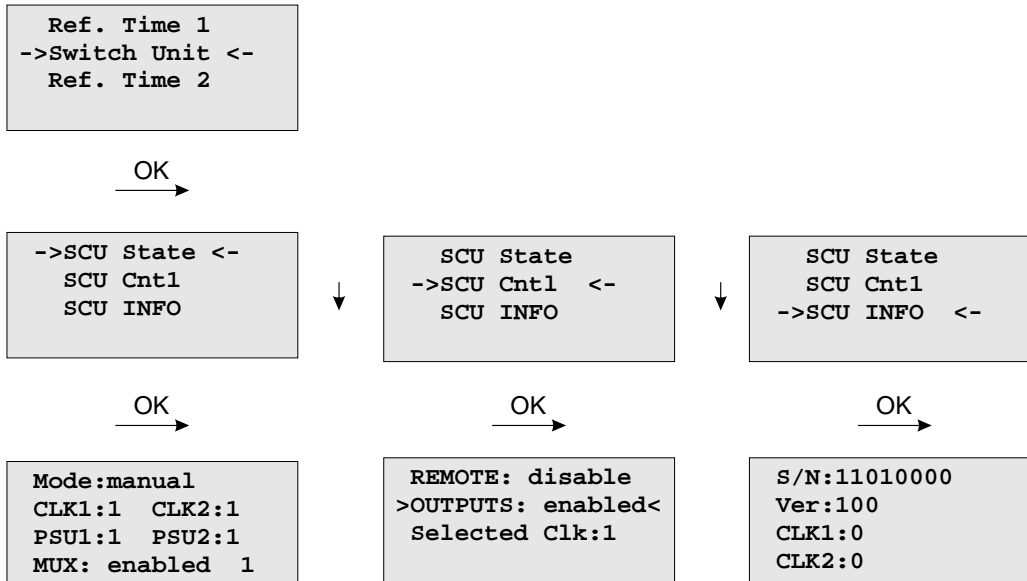 Ref. Time 1
->Switch Unit <-
Ref. Time 2
OK
->SCU State <-
SCU Cnt1
SCU INFO
SCU State
->SCU Cntl <-
SCU INFO
SCU State
SCU Cnt1
->SCU INFO <-
OK
OK
OK
Mode:manual
CLK1:1 CLK2:1
PSU1:1 PSU2:1
MUX: enabled 1
REMOTE: disable
>OUTPUTS: enabled<
Selected Clk:1
S/N:11010000
Ver:100
CLK1:0
CLK2:0